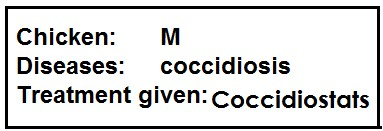 Chicken: M
Diseases: coccidiosis
Treatment given: Coccidiostats